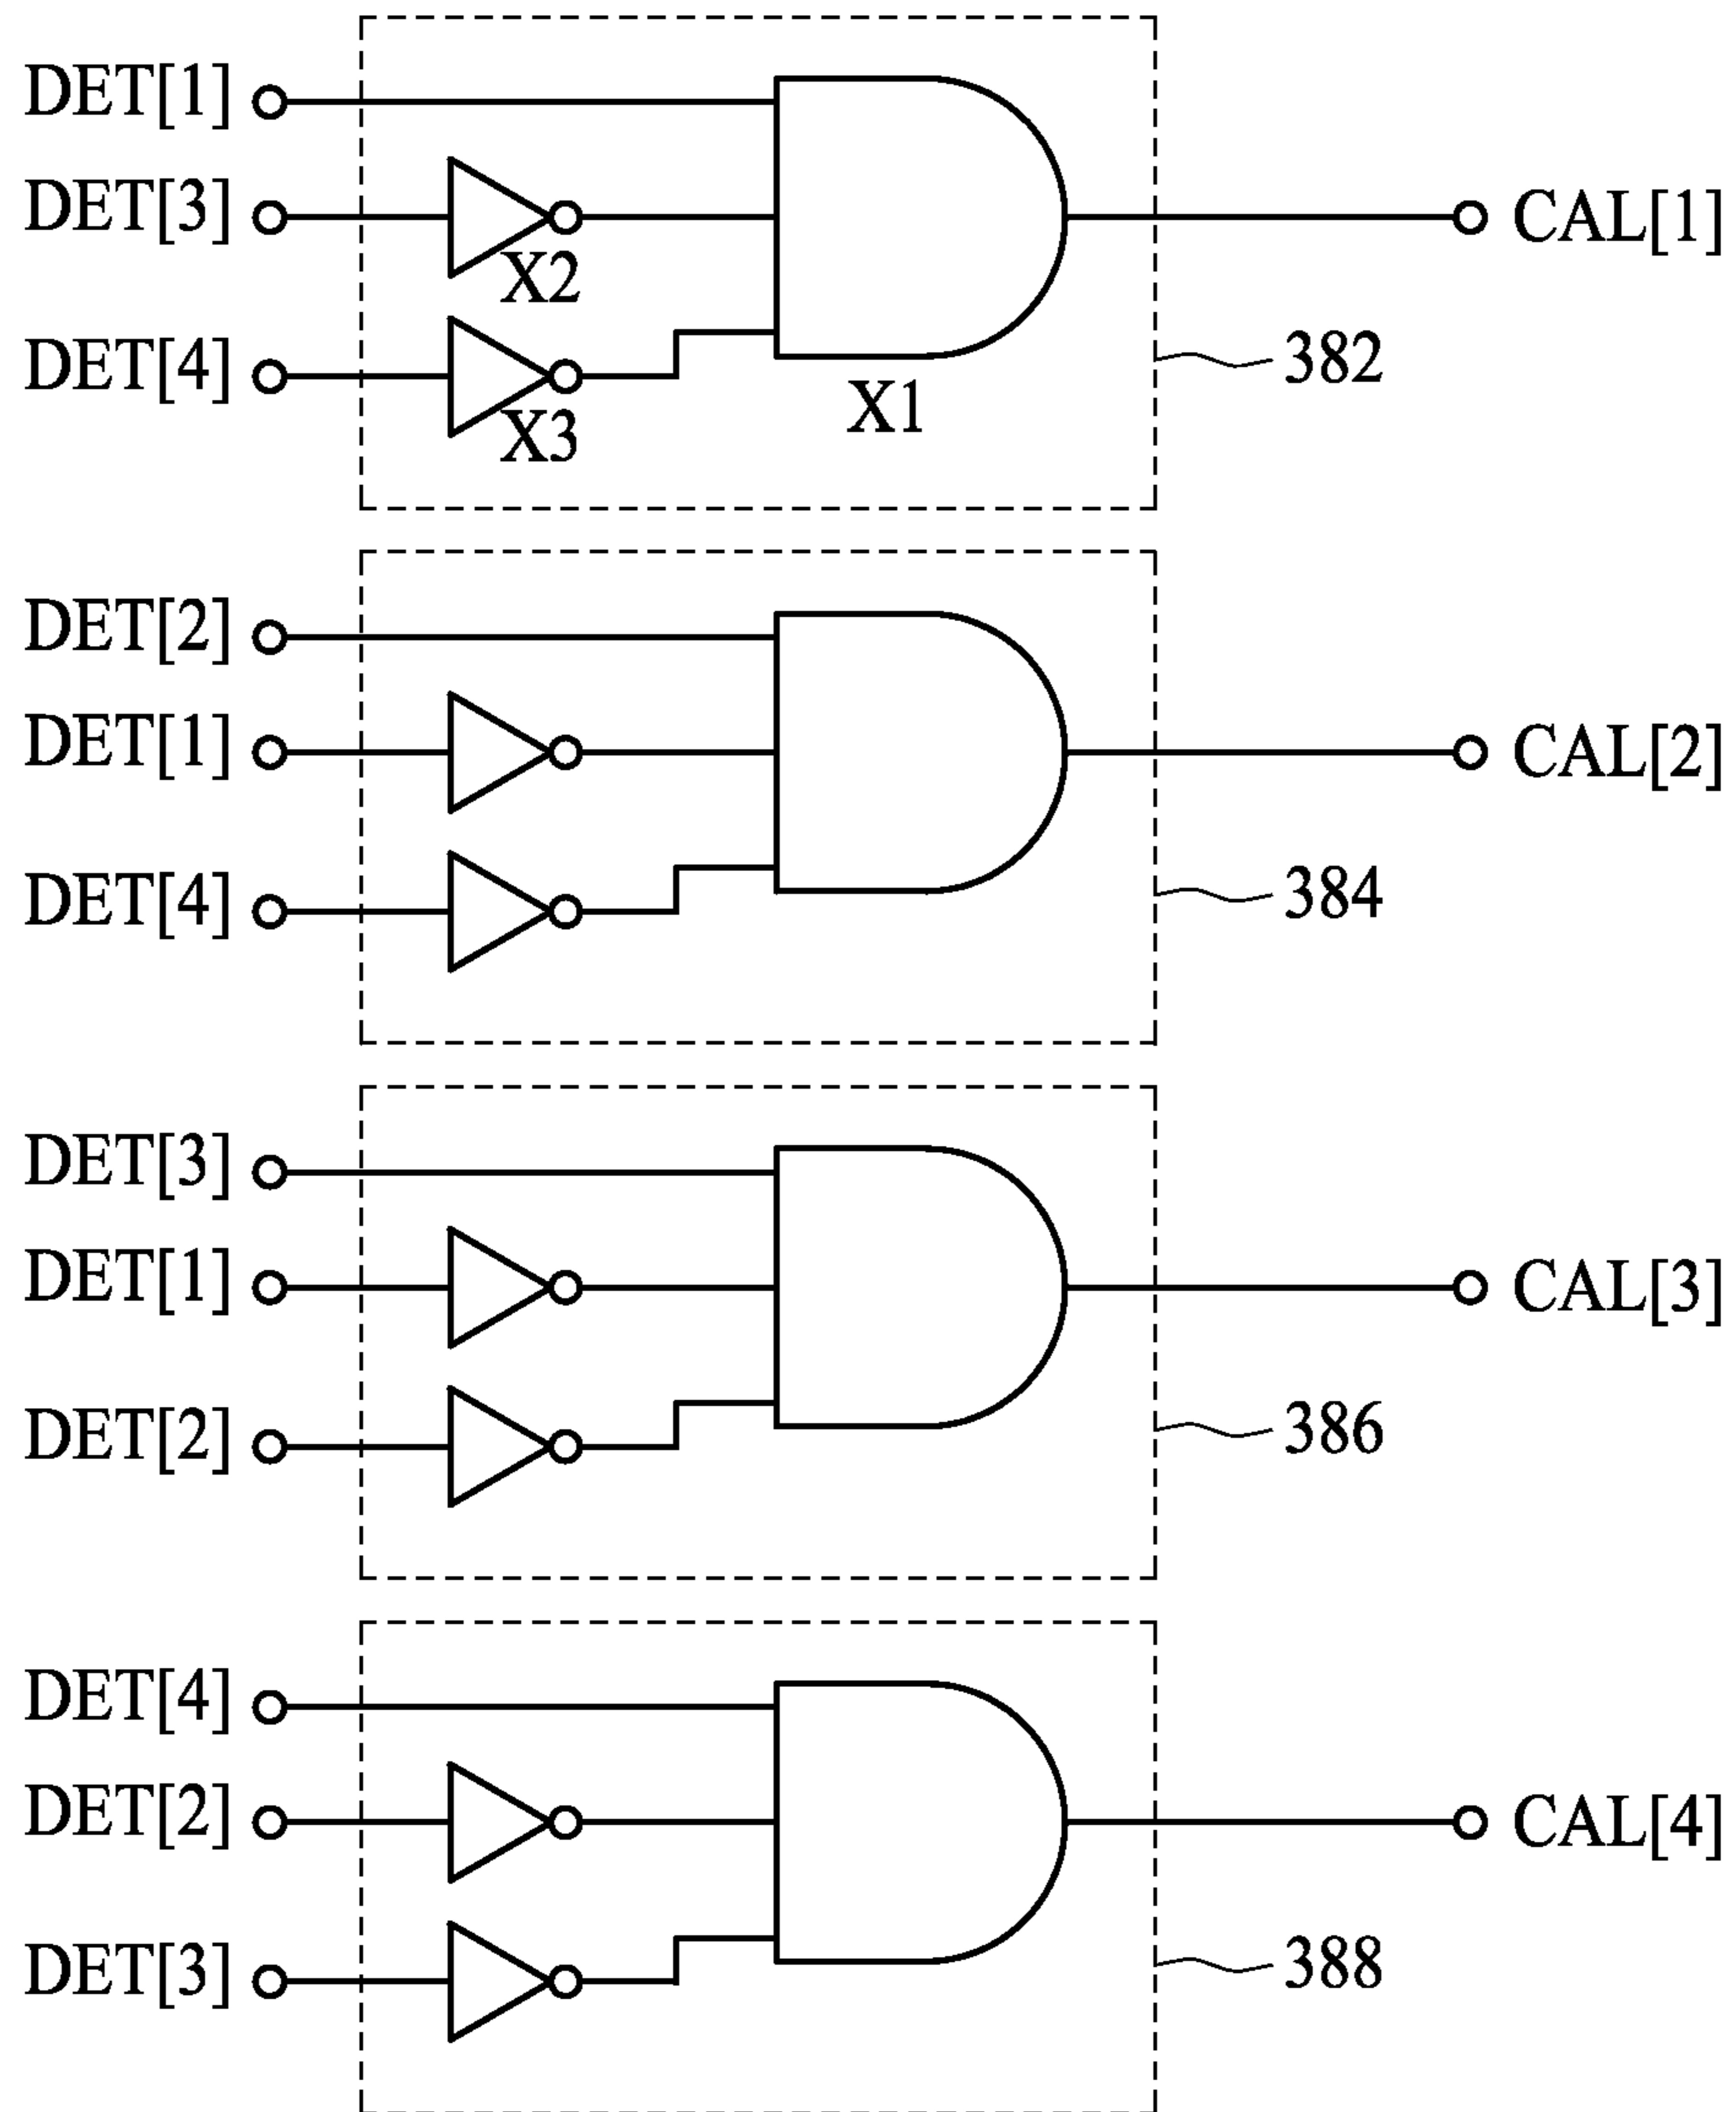 DET[1]
DET[3]
X2
CAL[1]
DET[4]
X3
X1
382
DET[2]
DET[1]
CAL[2]
DET[4]
384
DET[3]
DET[1]
CAL[3]
DET[2]
386
DET[4]
DET[2]
CAL[4]
DET[3]
388